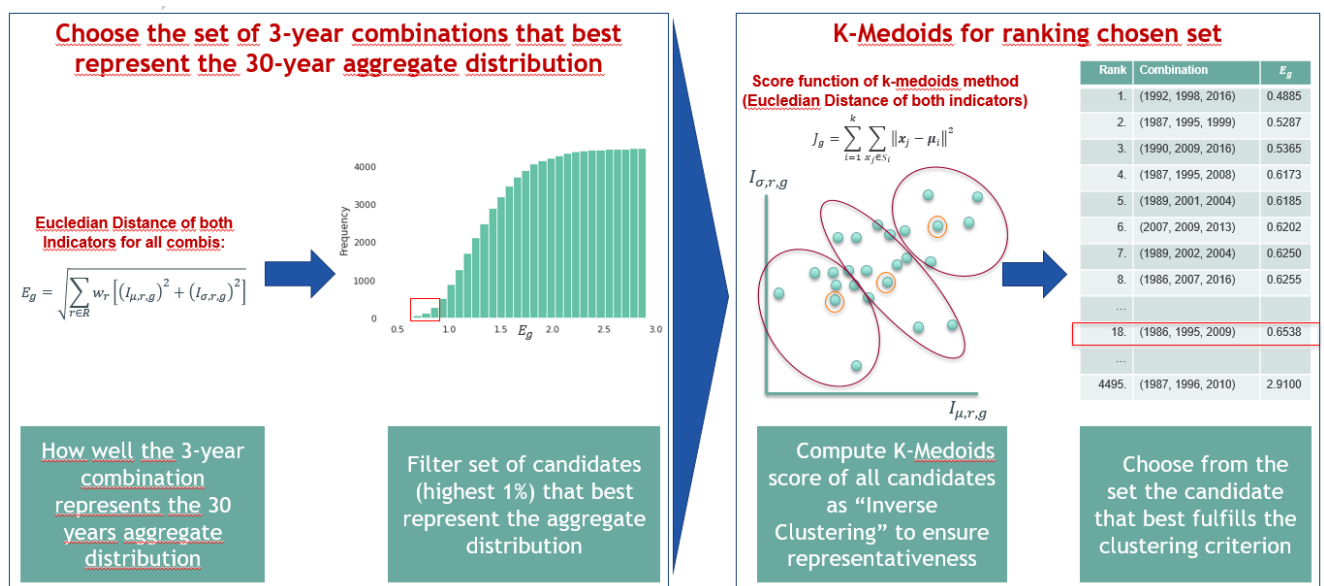 Choose the set of 3-year combinations that best
represent the 30-year aggregate distribution
Eucledian Distance of both
Indicators for all combis:
E_g = √(∑_{r∈R} w_r [(I_{μ,r,g})^2 + (I_{σ,r,g})^2])
Frequency
4000
3000
2000
1000
0
0.5 1.0 1.5 2.0 2.5 3.0
E_g
How well the 3-year
combination
represents the 30
years aggregate
distribution
Filter set of candidates
(highest 1%) that best
represent the aggregate
distribution
K-Medoids for ranking chosen set
Score function of k-medoids method
(Eucledian Distance of both indicators)
J_g = ∑_{i=1}^{k} ∑_{x_j∈S_i} ‖x_j − μ_i‖^2
I_{σ,r,g}
I_{μ,r,g}
Rank Combination E_g
1. (1992, 1998, 2016) 0.4885
2. (1987, 1995, 1999) 0.5287
3. (1990, 2009, 2016) 0.5365
4. (1987, 1995, 2008) 0.6173
5. (1989, 2001, 2004) 0.6185
6. (2007, 2009, 2013) 0.6202
7. (1989, 2002, 2004) 0.6250
8. (1986, 2007, 2016) 0.6255
...
18. (1986, 1995, 2009) 0.6538
...
4495. (1987, 1996, 2010) 2.9100
Compute K-Medoids
score of all candidates
as “Inverse
Clustering” to ensure
representativeness
Choose from the
set the candidate
that best fulfills the
clustering criterion